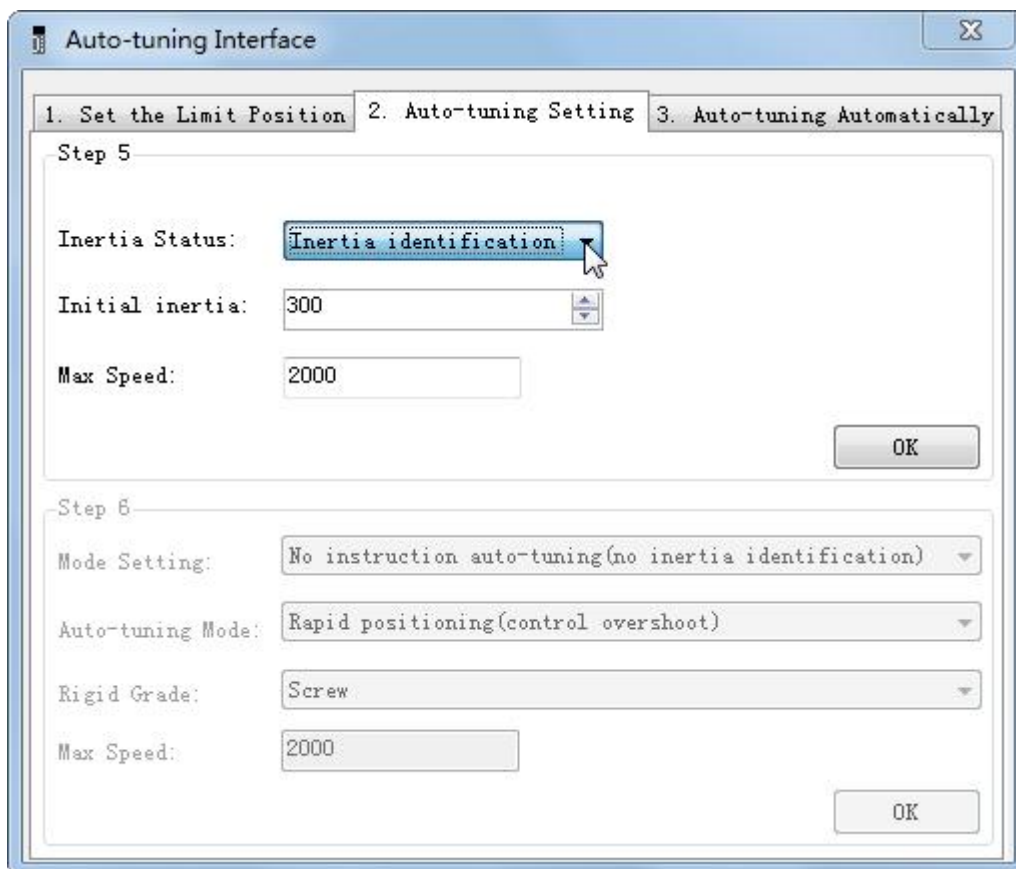 Auto-tuning Interface
1. Set the Limit Position 2. Auto-tuning Setting 3. Auto-tuning Automatically
Step 5
Inertia Status: Inertia identification
Initial inertia: 300
Max Speed: 2000
OK
Step 6
Mode Setting: No instruction auto-tuning(no inertia identification)
Auto-tuning Mode: Rapid positioning(control overshoot)
Rigid Grade: Screw
Max Speed: 2000
OK